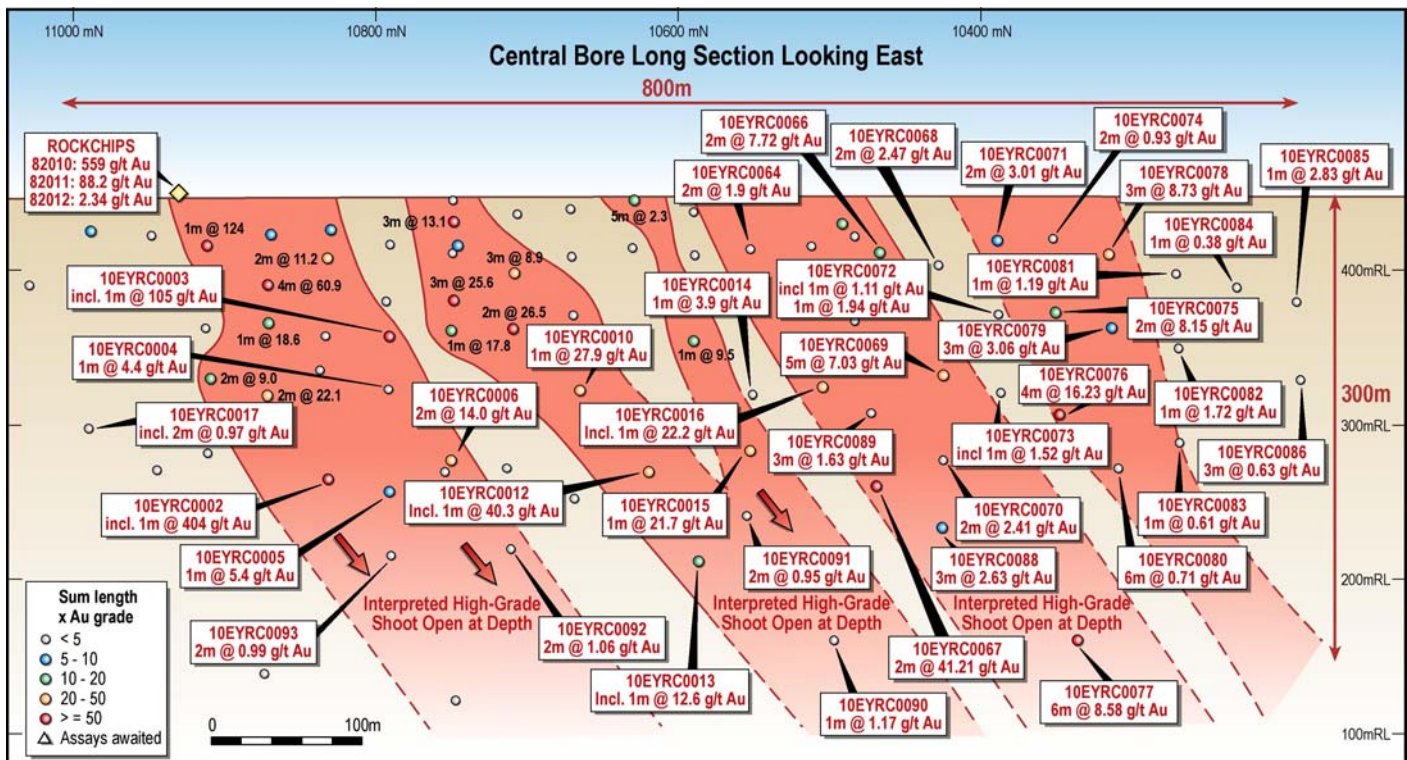 11000 mN
10800 mN
10600 mN
10400 mN
Central Bore Long Section Looking East
800m
ROCKCHIPS
82010: 559 g/t Au
82011: 88.2 g/t Au
82012: 2.34 g/t Au
10EYRC0066
2m @ 7.72 g/t Au
10EYRC0068
2m @ 2.47 g/t Au
10EYRC0074
2m @ 0.93 g/t Au
10EYRC0064
2m @ 1.9 g/t Au
10EYRC0071
2m @ 3.01 g/t Au
10EYRC0078
3m @ 8.73 g/t Au
10EYRC0085
1m @ 2.83 g/t Au
10EYRC0084
1m @ 0.38 g/t Au
1m @ 124
3m @ 13.1
5m @ 2.3
2m @ 11.2
3m @ 8.9
4m @ 60.9
3m @ 25.6
2m @ 26.5
1m @ 18.6
1m @ 17.8
1m @ 9.5
2m @ 9.0
2m @ 22.1
10EYRC0003
incl. 1m @ 105 g/t Au
10EYRC0004
1m @ 4.4 g/t Au
10EYRC0017
incl. 2m @ 0.97 g/t Au
10EYRC0006
2m @ 14.0 g/t Au
10EYRC0010
1m @ 27.9 g/t Au
10EYRC0014
1m @ 3.9 g/t Au
10EYRC0072
incl 1m @ 1.11 g/t Au
1m @ 1.94 g/t Au
10EYRC0081
1m @ 1.19 g/t Au
10EYRC0075
2m @ 8.15 g/t Au
10EYRC0079
3m @ 3.06 g/t Au
10EYRC0069
5m @ 7.03 g/t Au
10EYRC0076
4m @ 16.23 g/t Au
10EYRC0082
1m @ 1.72 g/t Au
10EYRC0016
Incl. 1m @ 22.2 g/t Au
10EYRC0089
3m @ 1.63 g/t Au
10EYRC0073
incl 1m @ 1.52 g/t Au
10EYRC0086
3m @ 0.63 g/t Au
400mRL
300m
300mRL
200mRL
100mRL
10EYRC0002
incl. 1m @ 404 g/t Au
10EYRC0012
Incl. 1m @ 40.3 g/t Au
10EYRC0015
1m @ 21.7 g/t Au
10EYRC0070
2m @ 2.41 g/t Au
10EYRC0083
1m @ 0.61 g/t Au
10EYRC0005
1m @ 5.4 g/t Au
10EYRC0091
2m @ 0.95 g/t Au
10EYRC0088
3m @ 2.63 g/t Au
10EYRC0080
6m @ 0.71 g/t Au
Interpreted High-Grade
Shoot Open at Depth
Interpreted High-Grade
Shoot Open at Depth
Interpreted High-Grade
Shoot Open at Depth
10EYRC0093
2m @ 0.99 g/t Au
10EYRC0092
2m @ 1.06 g/t Au
10EYRC0013
Incl. 1m @ 12.6 g/t Au
10EYRC0067
2m @ 41.21 g/t Au
10EYRC0090
1m @ 1.17 g/t Au
10EYRC0077
6m @ 8.58 g/t Au
Sum length
x Au grade
< 5
5 - 10
10 - 20
20 - 50
> = 50
Assays awaited
0
100m